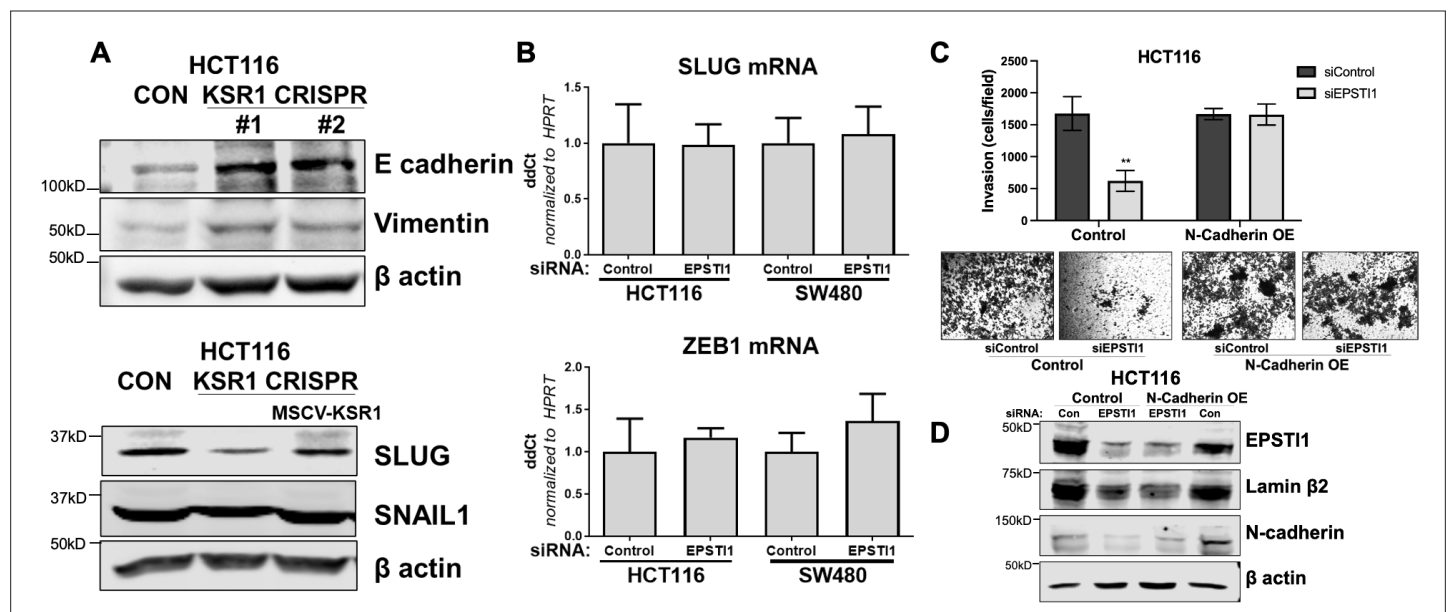 A
HCT116
CON KSR1 CRISPR
#1 #2
E cadherin
100kD
Vimentin
50kD
50kD
β actin
HCT116
CON KSR1 CRISPR
MSCV-KSR1
37kD
SLUG
37kD
SNAIL1
50kD
β actin
B
SLUG mRNA
ddCt
normalized to HPRT
1.5
1.0
0.5
0.0
siRNA: Control EPSTI1 Control EPSTI1
HCT116 SW480
ZEB1 mRNA
ddCt
normalized to HPRT
2.0
1.5
1.0
0.5
0.0
siRNA: Control EPSTI1 Control EPSTI1
HCT116 SW480
C
HCT116
Invasion (cells/field)
2500
2000
1500
1000
500
0
**
siControl
siEPSTI1
Control N-Cadherin OE
siControl siEPSTI1 siControl siEPSTI1
Control N-Cadherin OE
D
HCT116
Control N-Cadherin OE
siRNA: Con EPSTI1 EPSTI1 Con
50kD
EPSTI1
75kD
Lamin β2
150kD
N-cadherin
50kD
β actin